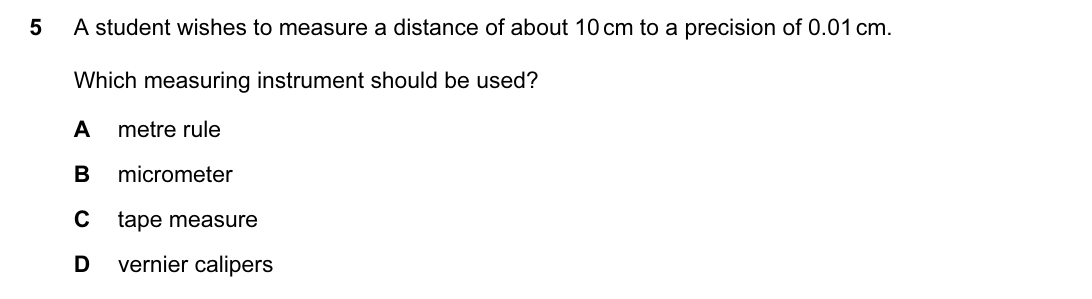 5 A student wishes to measure a distance of about 10 cm to a precision of 0.01 cm.
Which measuring instrument should be used?
A metre rule
B micrometer
C tape measure
D vernier calipers